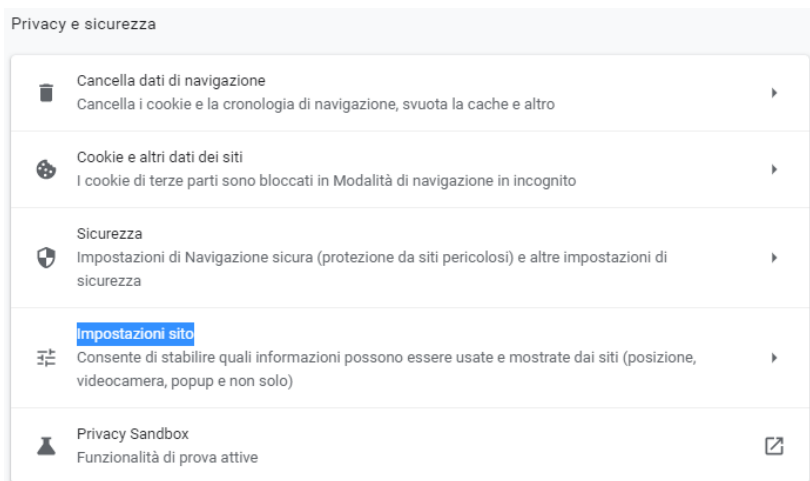 Privacy e sicurezza
Cancella dati di navigazione
Cancella i cookie e la cronologia di navigazione, svuota la cache e altro
Cookie e altri dati dei siti
I cookie di terze parti sono bloccati in Modalità di navigazione in incognito
Sicurezza
Impostazioni di Navigazione sicura (protezione da siti pericolosi) e altre impostazioni di
sicurezza
Impostazioni sito
Consente di stabilire quali informazioni possono essere usate e mostrate dai siti (posizione,
videocamera, popup e non solo)
Privacy Sandbox
Funzionalità di prova attive